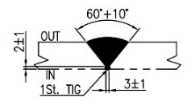 60°+10°
OUT
2±1
IN
1St. TIG
3±1